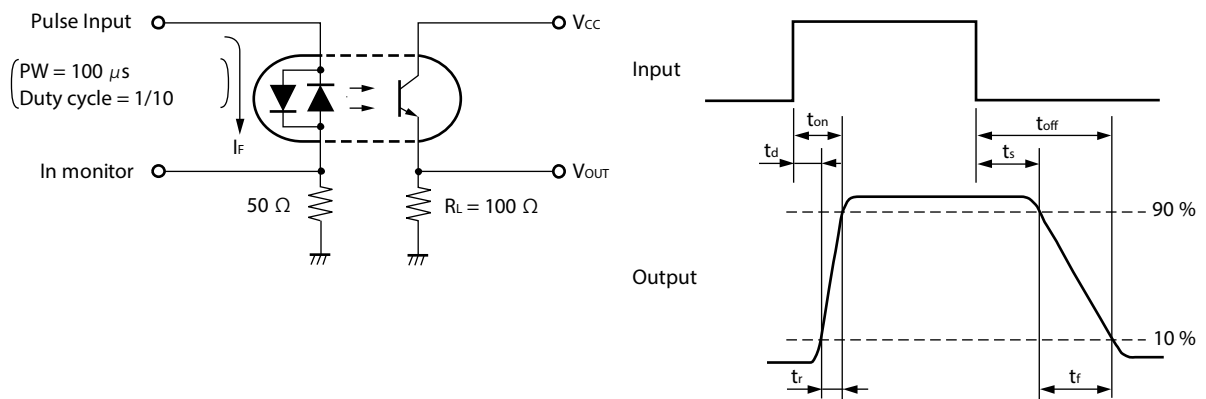 Pulse Input
VCC
PW = 100 μs
Duty cycle = 1/10
IF
In monitor
VOUT
50 Ω
RL = 100 Ω
Input
ton
toff
td
ts
90 %
Output
10 %
tr
tf